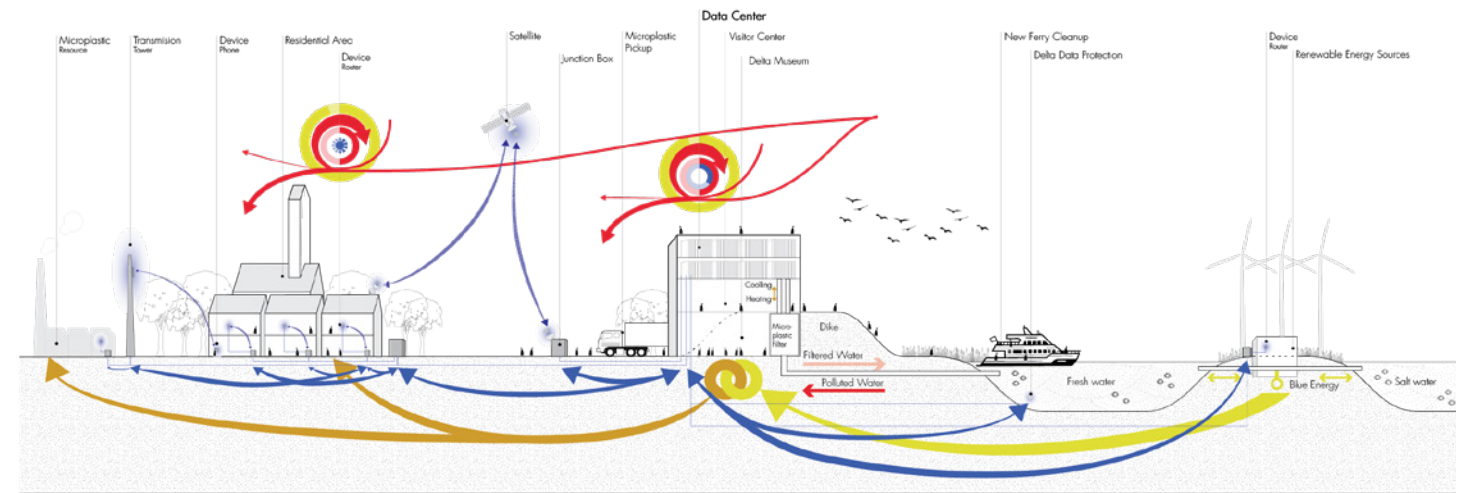 Microplastic
Resource
Transmision
Tower
Device
Phone
Residential Area
Device
Router
Satellite
Junction Box
Microplastic
Pickup
Data Center
Visitor Center
Delta Museum
New Ferry Cleanup
Delta Data Protection
Device
Router
Renewable Energy Sources
Cooling
Heating
Micro-
plastic
filter
Dike
Filtered Water
Polluted Water
Fresh water
Blue Energy
Salt water